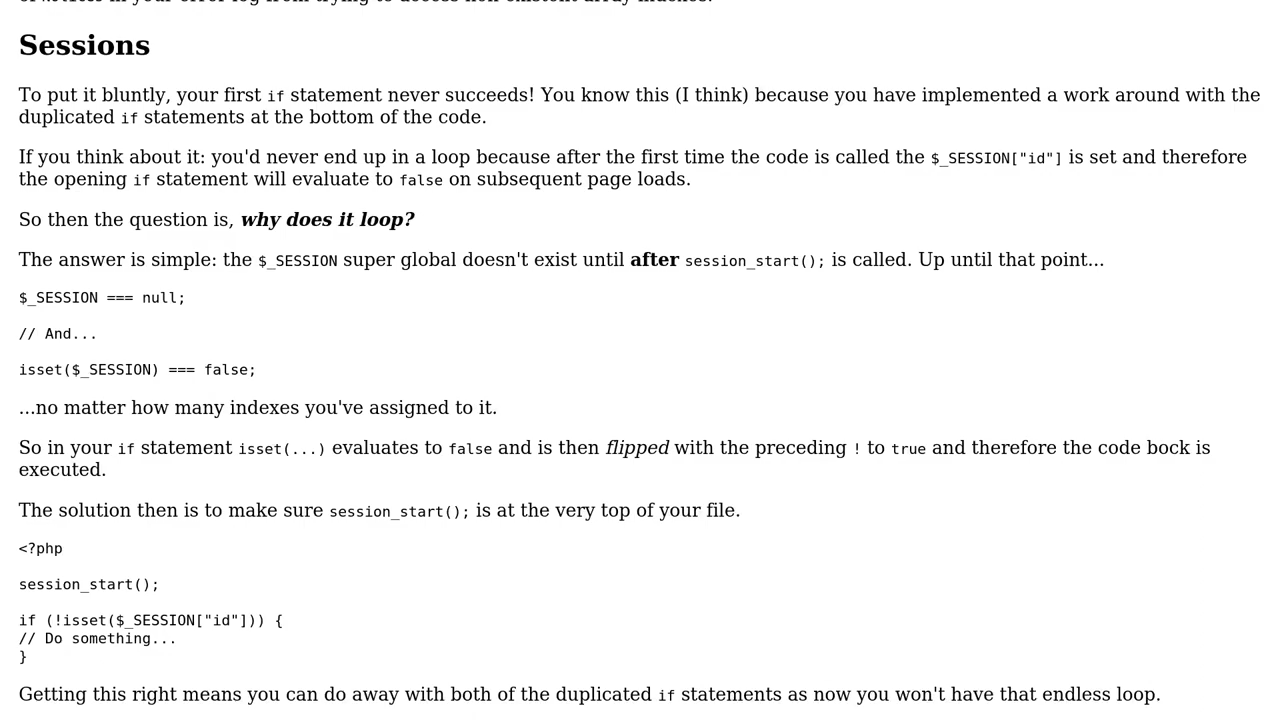 Sessions
To put it bluntly, your first if statement never succeeds! You know this (I think) because you have implemented a work around with the
duplicated if statements at the bottom of the code.
If you think about it: you'd never end up in a loop because after the first time the code is called the $_SESSION["id"] is set and therefore
the opening if statement will evaluate to false on subsequent page loads.
So then the question is, why does it loop?
The answer is simple: the $_SESSION super global doesn't exist until after session_start(); is called. Up until that point...
$_SESSION === null;
// And...
isset($_SESSION) === false;
...no matter how many indexes you've assigned to it.
So in your if statement isset(...) evaluates to false and is then flipped with the preceding ! to true and therefore the code bock is
executed.
The solution then is to make sure session_start(); is at the very top of your file.
<?php
session_start();
if (!isset($_SESSION["id"])) {
// Do something...
}
Getting this right means you can do away with both of the duplicated if statements as now you won't have that endless loop.